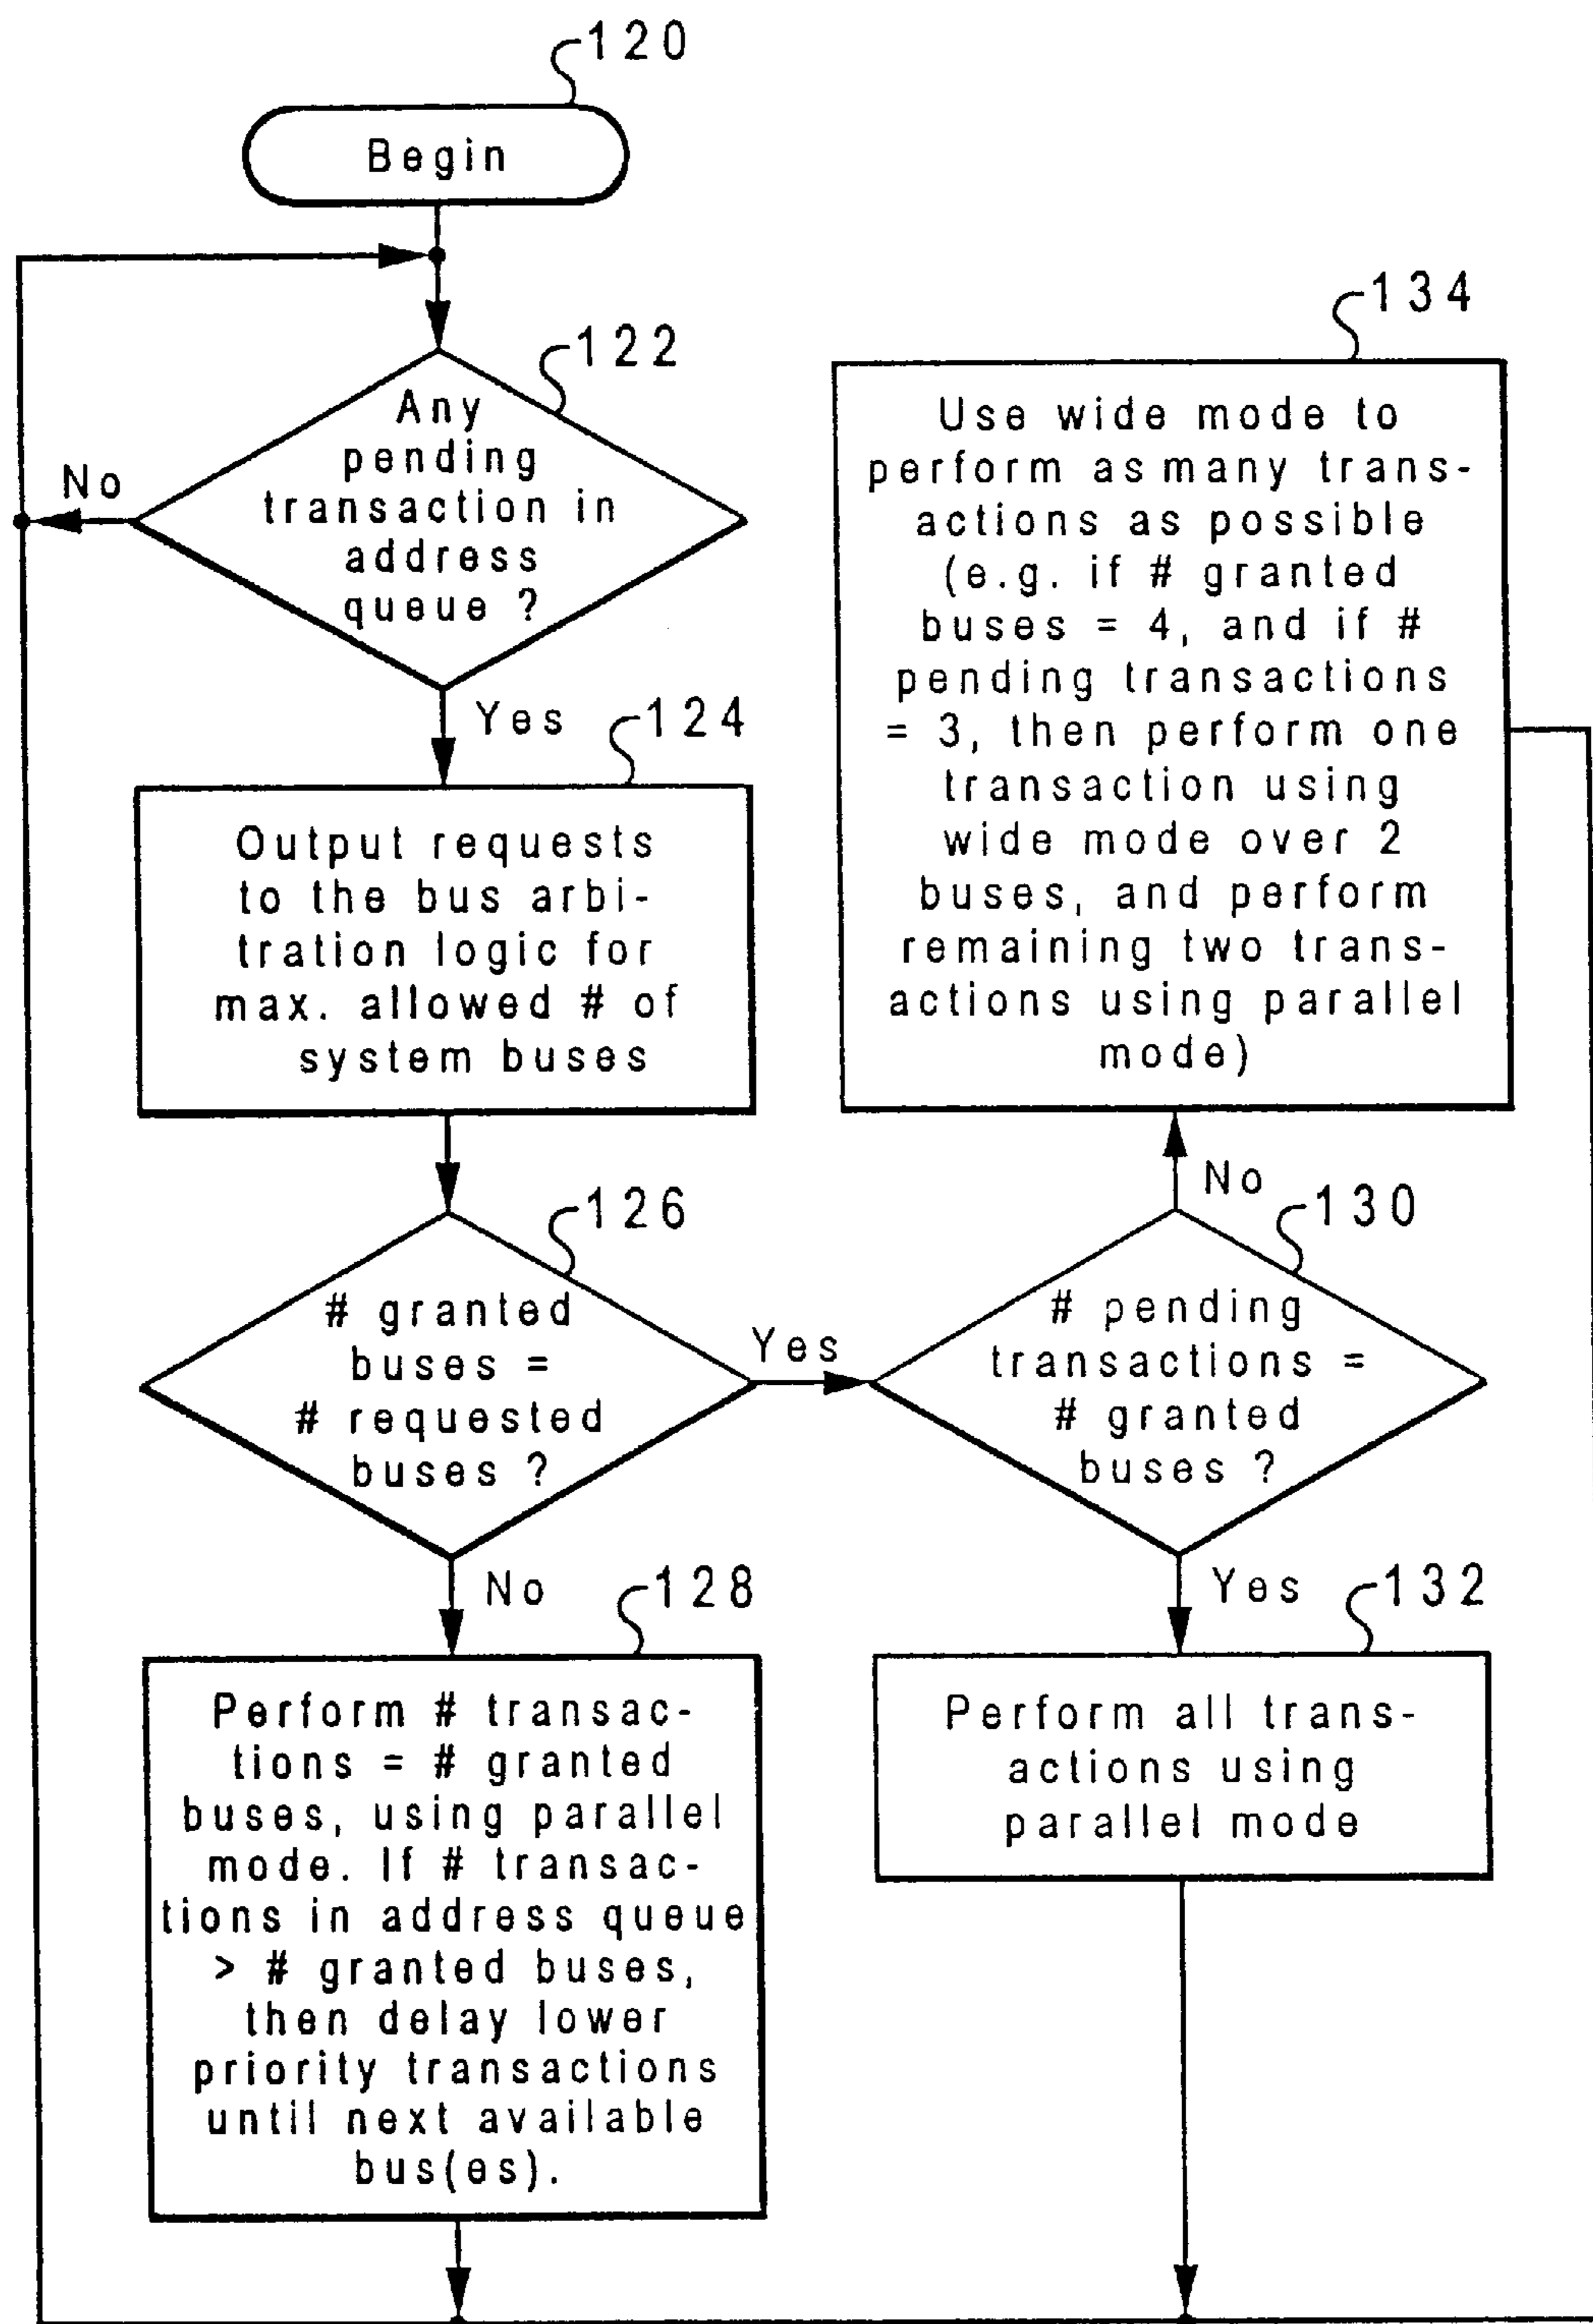 120
Begin
122
Any
pending
transaction in
address
queue ?
No
Yes
124
Output requests
to the bus arbi-
tration logic for
max. allowed # of
system buses
126
# granted
buses =
# requested
buses ?
Yes
No
128
Perform # transac-
tions = # granted
buses, using parallel
mode. If # transac-
tions in address queue
> # granted buses,
then delay lower
priority transactions
until next available
bus(es).
134
Use wide mode to
perform as many trans-
actions as possible
(e.g. if # granted
buses = 4, and if #
pending transactions
= 3, then perform one
transaction using
wide mode over 2
buses, and perform
remaining two trans-
actions using parallel
mode)
No
130
# pending
transactions =
# granted
buses ?
Yes
132
Perform all trans-
actions using
parallel mode